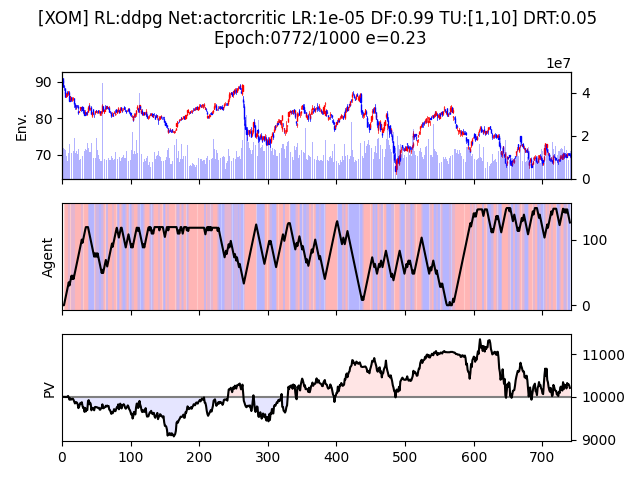 [XOM] RL:ddpg Net:actorcritic LR:1e-05 DF:0.99 TU:[1,10] DRT:0.05
Epoch:0772/1000 e=0.23
1e7
90
80
70
Env.
4
2
0
Agent
100
0
PV
11000
10000
9000
0 100 200 300 400 500 600 700